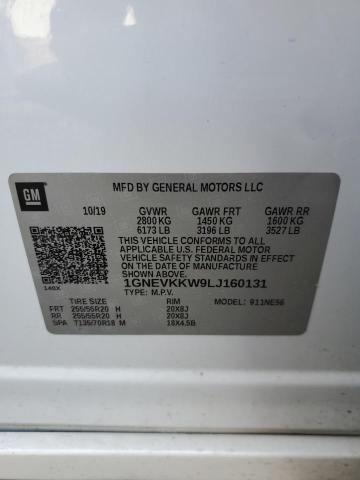 GM
MFD BY GENERAL MOTORS LLC
10/19 GVWR GAWR FRT GAWR RR
2800 KG 1450 KG 1600 KG
6173 LB 3196 LB 3527 LB
THIS VEHICLE CONFORMS TO ALL
APPLICABLE U.S. FEDERAL MOTOR
VEHICLE SAFETY STANDARDS IN EFFECT
ON THE DATE OF MANUFACTURE
SHOWN ABOVE.
1GNEVKKW9LJ160131
TYPE: M.P.V. MODEL: 911NE56
148X
TIRE SIZE RIM
FRT 255/55R20 H 20X8J
RR 255/55R20 H 20X8J
SPA T135/70R18 M 18X4.5B